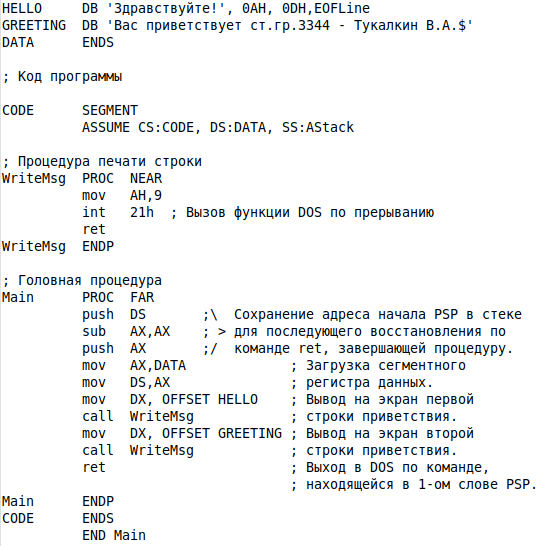 HELLO     DB 'Здравствуйте!', 0AH, 0DH,EOFLine
GREETING  DB 'Вас приветствует ст.гр.3344 - Тукалкин В.А.$'
DATA      ENDS
; Код программы
CODE      SEGMENT
          ASSUME CS:CODE, DS:DATA, SS:AStack
; Процедура печати строки
WriteMsg  PROC  NEAR
          mov   AH,9
          int   21h  ; Вызов функции DOS по прерыванию
          ret
WriteMsg  ENDP
; Головная процедура
Main      PROC  FAR
          push  DS       ;\  Сохранение адреса начала PSP в стеке
          sub   AX,AX    ; > для последующего восстановления по
          push  AX       ;/  команде ret, завершающей процедуру.
          mov   AX,DATA             ; Загрузка сегментного
          mov   DS,AX               ; регистра данных.
          mov   DX, OFFSET HELLO    ; Вывод на экран первой
          call  WriteMsg            ; строки приветствия.
          mov   DX, OFFSET GREETING ; Вывод на экран второй
          call  WriteMsg            ; строки приветствия.
          ret                       ; Выход в DOS по команде,
                                    ; находящейся в 1-ом слове PSP.
Main      ENDP
CODE      ENDS
          END Main